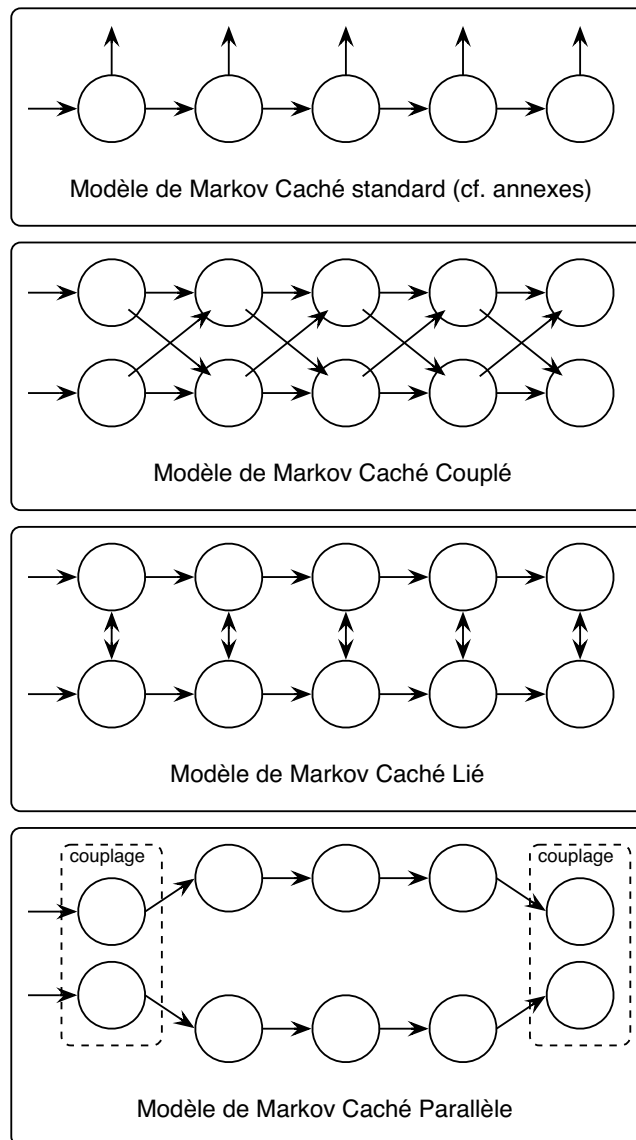 Modèle de Markov Caché standard (cf. annexes)
Modèle de Markov Caché Couplé
Modèle de Markov Caché Lié
couplage
couplage
Modèle de Markov Caché Parallèle